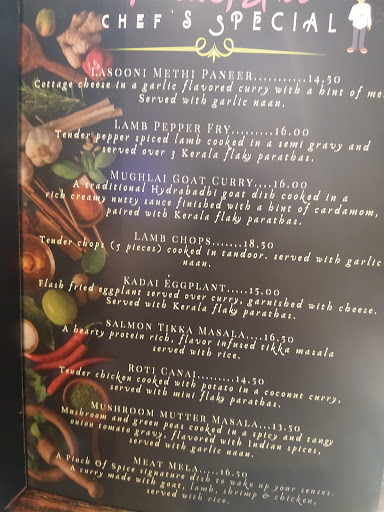 CHEF'S SPECIAL
LASOONI METHI PANEER...........14,50
Cottage cheese in a garlic flavored curry with a hint of
Served with garlic naan.
LAMB PEPPER FRY.........16.00
Tender pepper spiced lamb cooked in a semi gravy and
served over 3 Kerala flaky parathas.
MUGHLAI GOAT CURRY....16.00
A traditional Hydrabadhi goat dish cooked in a
rich creamy nutty sauce finished with a hint of cardamom,
paired with Kerala flaky parathas.
LAMB CHOPS.......18.50
Tender chops (5 pieces) cooked in tandoor. served with garlic
naan.
KADAI EGGPLANT.....15.00
Flash fried eggplant served over curry, garnished with cheese.
Served with Kerala flaky parathas.
SALMON TIKKA MASALA....16.50
A hearty protein rich, flavor infused tikka masala
served with rice.
ROTI CANAI.........14.50
Tender chicken cooked with potato in a coconut curry,
served with mini flaky parathas.
MUSHROOM MUTTER MASALA...13.50
Mushroom and green peas cooked in a spicy and tangy
onion tomato gravy, flavored with Indian spices,
served with garlic naan.
MEAT MELA.....16.50
A Pinch Of Spice signature dish to wake up your senses.
A curry made with goat, lamb, shrimp & chicken,
served with rice.